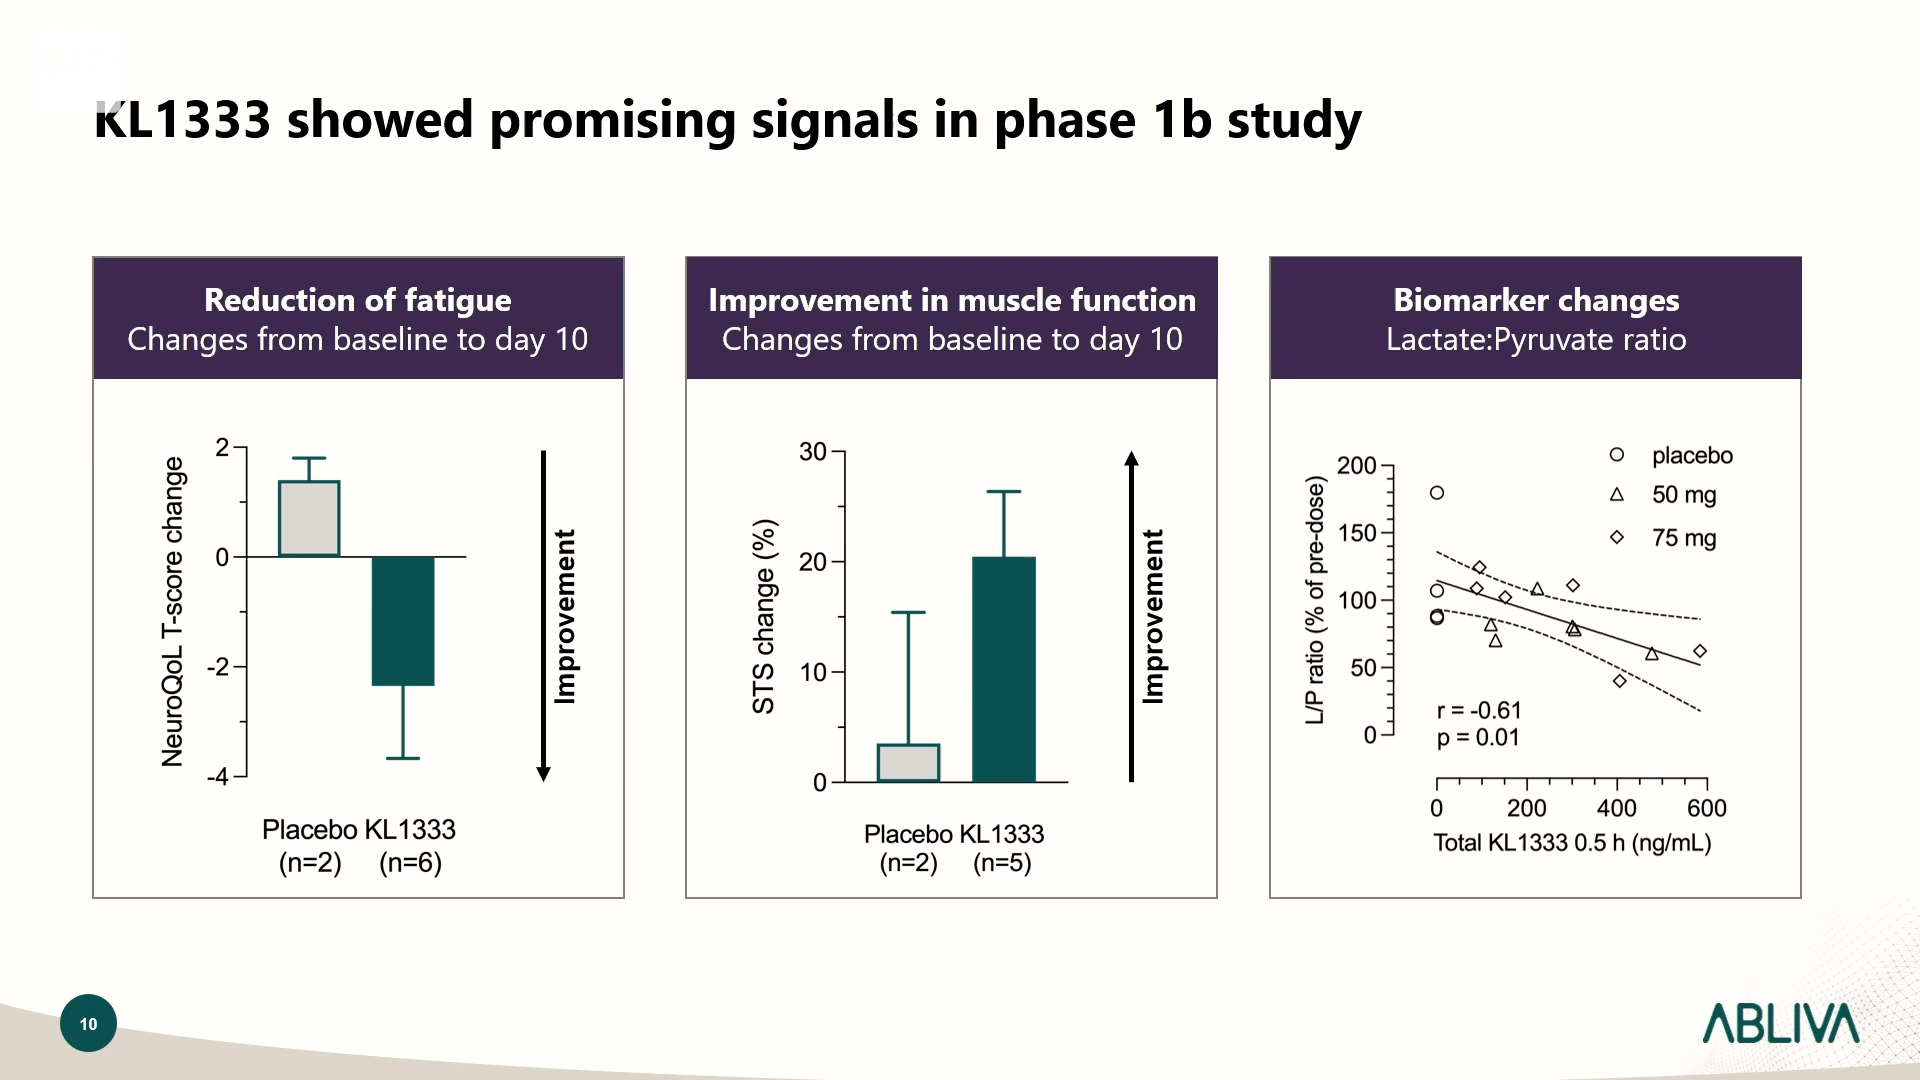 KL1333 showed promising signals in phase 1b study
Reduction of fatigue
Changes from baseline to day 10
NeuroQoL T-score change
2
0
-2
-4
Improvement
Placebo KL1333
(n=2) (n=6)
Improvement in muscle function
Changes from baseline to day 10
STS change (%)
30
20
10
0
Improvement
Placebo KL1333
(n=2) (n=5)
Biomarker changes
Lactate:Pyruvate ratio
L/P ratio (% of pre-dose)
200
150
100
50
0
placebo
50 mg
75 mg
r = -0.61
p = 0.01
0 200 400 600
Total KL1333 0.5 h (ng/mL)
10
ABLIVA